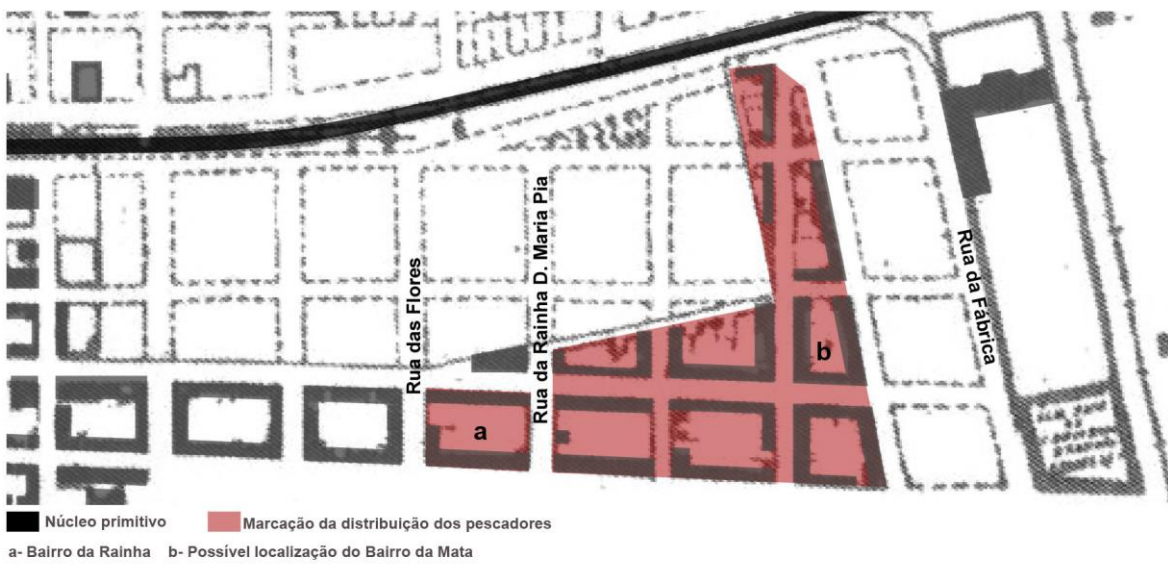 Rua das Flores
Rua da Rainha D. Maria Pia
Rua da Fábrica
a
b
Núcleo primitivo
Marcação da distribuição dos pescadores
a- Bairro da Rainha b- Possível localização do Bairro da Mata